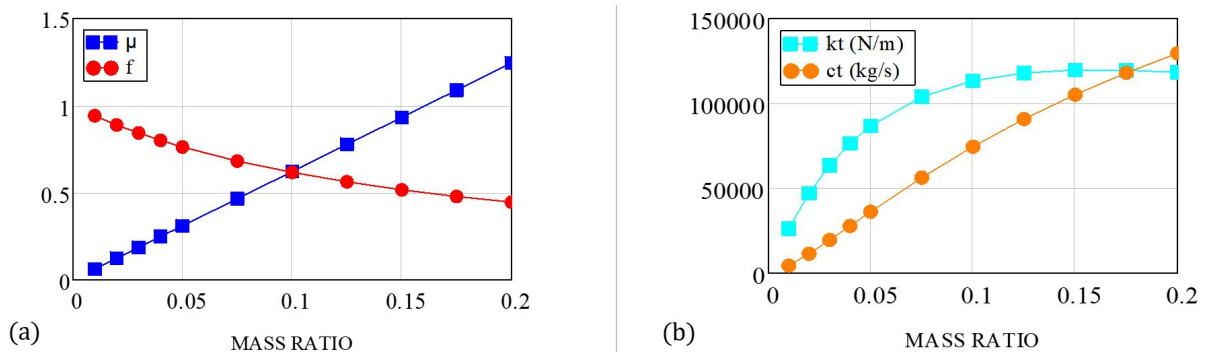 1.5
μ
f
1
0.5
0
0 0.05 0.1 0.15 0.2
(a)
MASS RATIO
150000
kt (N/m)
ct (kg/s)
100000
50000
0
0 0.05 0.1 0.15 0.2
(b)
MASS RATIO